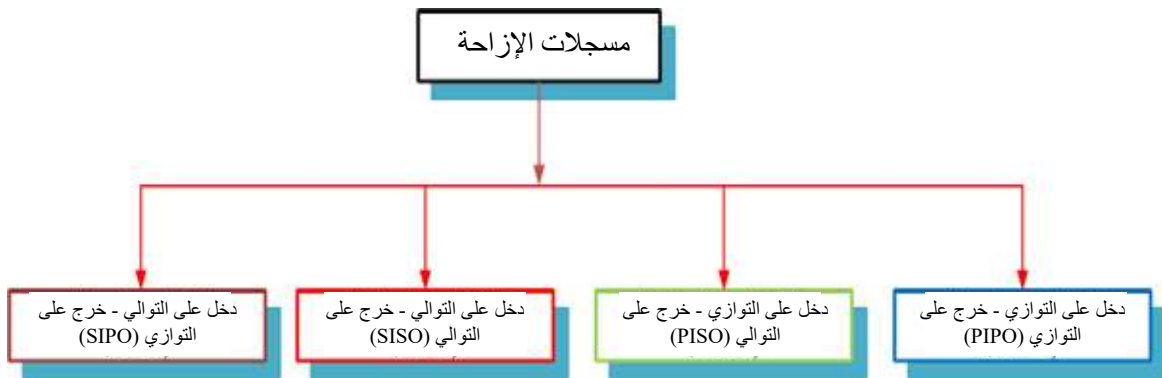 مسجلات الإزاحة
دخل على التوازي - خرج على
التوازي (PIPO)
دخل على التوازي - خرج على
التوالي (PISO)
دخل على التوالي - خرج على
التوالي (SISO)
دخل على التوالي - خرج على
التوازي (SIPO)